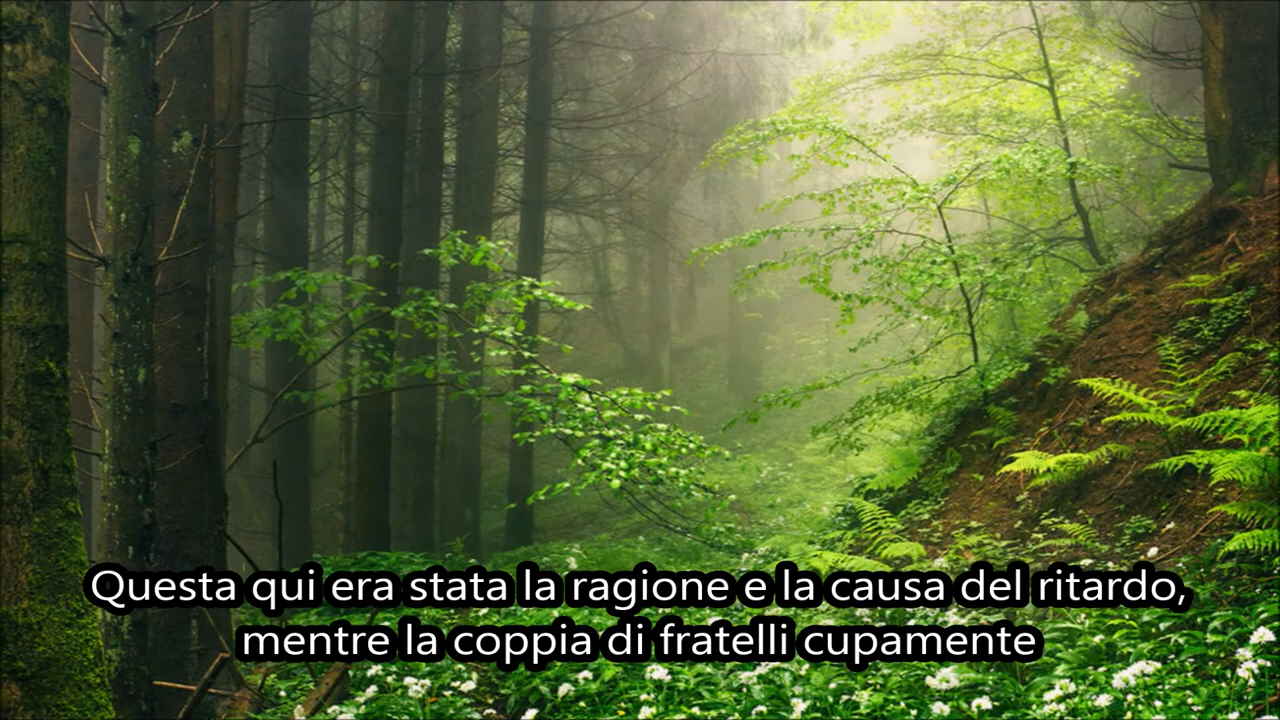 Questa qui era stata la ragione e la causa del ritardo,
mentre la coppia di fratelli cupamente